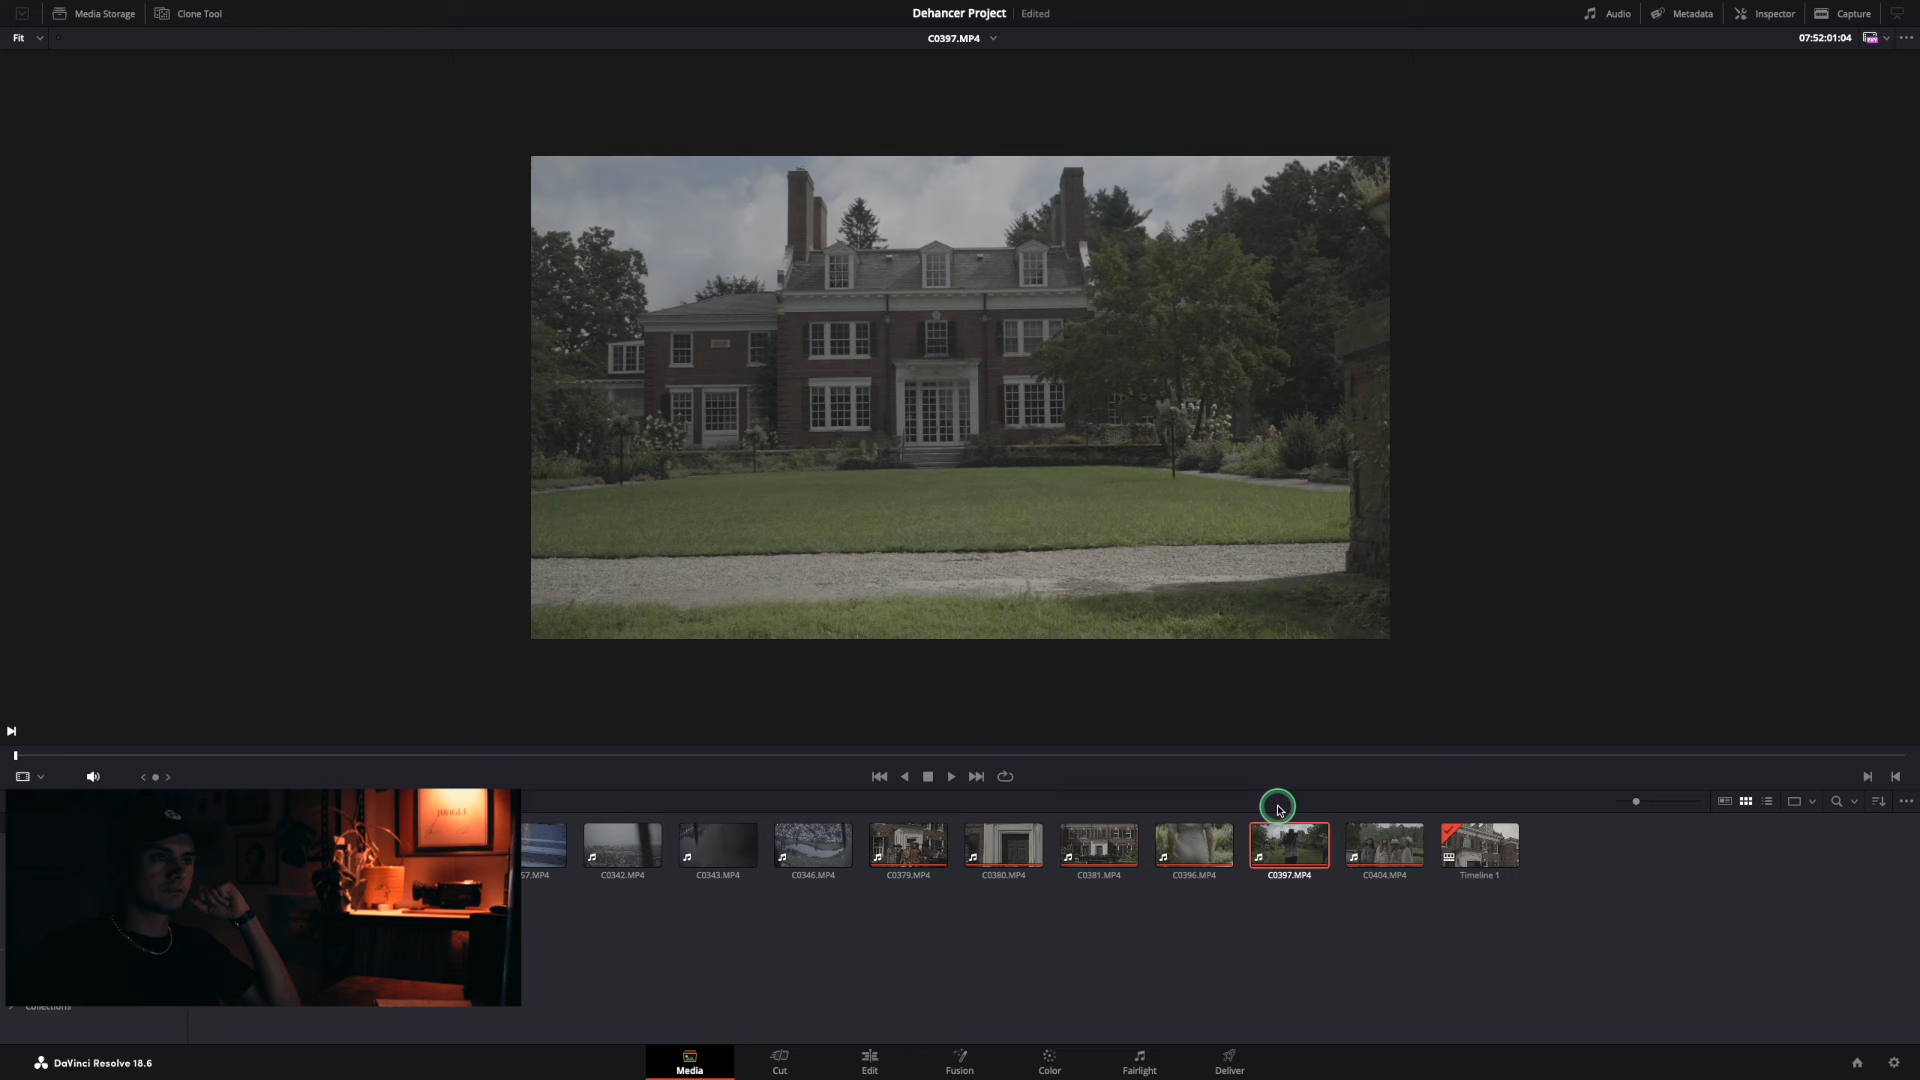 Media Storage
Clone Tool
Dehancer Project
Edited
Audio
Metadata
Inspector
Capture
Fit
C0397.MP4
07:52:01:04
JUNGLE
57.MP4
C0342.MP4
C0343.MP4
C0346.MP4
C0379.MP4
C0380.MP4
C0381.MP4
C0396.MP4
C0397.MP4
C0404.MP4
Timeline 1
Collections
DaVinci Resolve 18.6
Media
Cut
Edit
Fusion
Color
Fairlight
Deliver